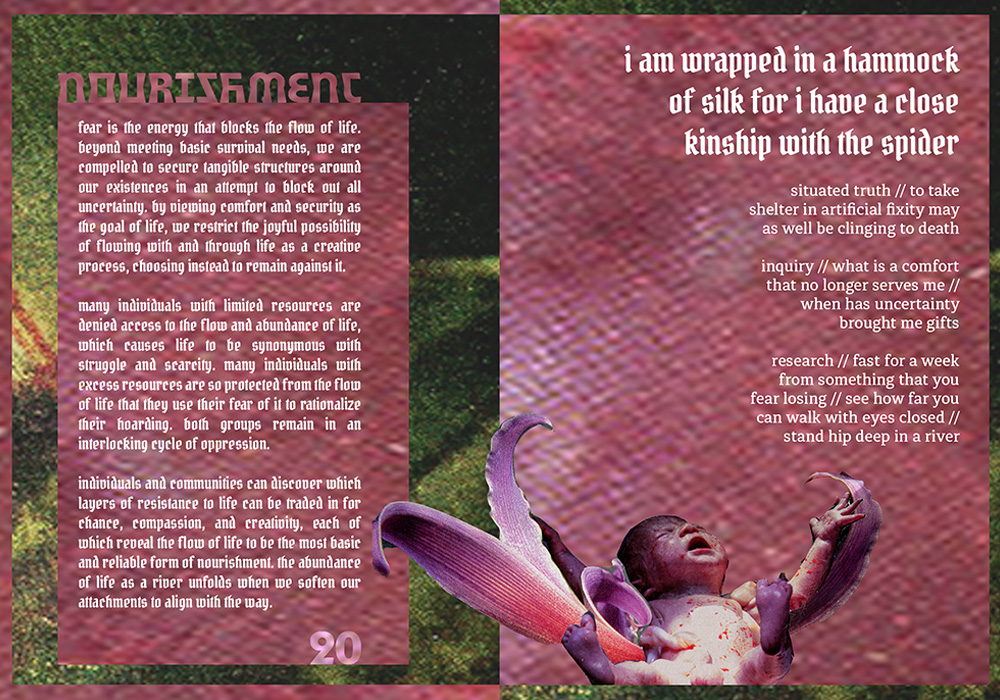 nourishment
fear is the energy that blocks the flow of life.
beyond meeting basic survival needs, we are
compelled to secure tangible structures around
our existences in an attempt to block out all
uncertainty. by viewing comfort and security as
the goal of life, we restrict the joyful possibility
of flowing with and through life as a creative
process, choosing instead to remain against it.
many individuals with limited resources are
denied access to the flow and abundance of life,
which causes life to be synonymous with
struggle and scarcity. many individuals with
excess resources are so protected from the flow
of life that they use their fear of it to rationalize
their hoarding. both groups remain in an
interlocking cycle of oppression.
individuals and communities can discover which
layers of resistance to life can be traded in for
chance, compassion, and creativity, each of
which reveal the flow of life to be the most basic
and reliable form of nourishment. the abundance
of life as a river unfolds when we soften our
attachments to align with the way.
20
i am wrapped in a hammock
of silk for i have a close
kinship with the spider
situated truth // to take
shelter in artificial fixity may
as well be clinging to death
inquiry // what is a comfort
that no longer serves me //
when has uncertainty
brought me gifts
research // fast for a week
from something that you
fear losing // see how far you
can walk with eyes closed //
stand hip deep in a river